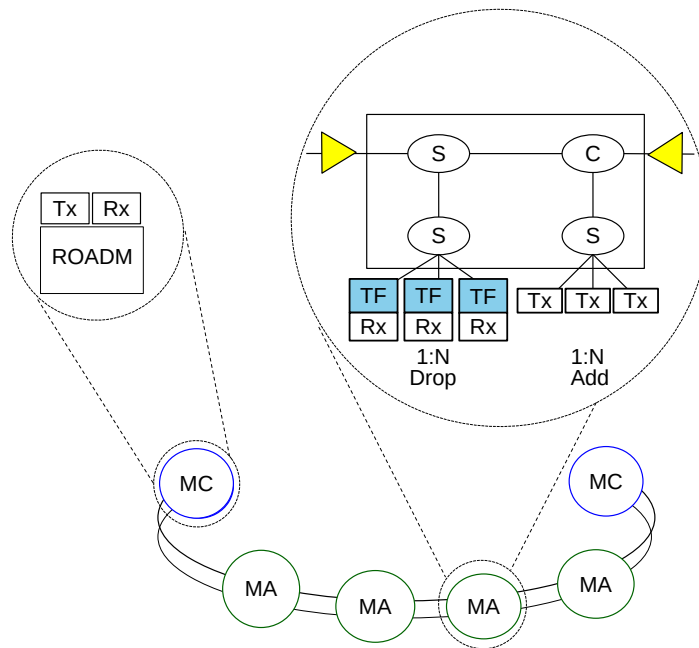 S C
Tx Rx
S S
ROADM
TF TF TF
Tx Tx Tx
Rx Rx Rx
1:N 1:N
Drop Add
MC MC
MA MA
MA MA